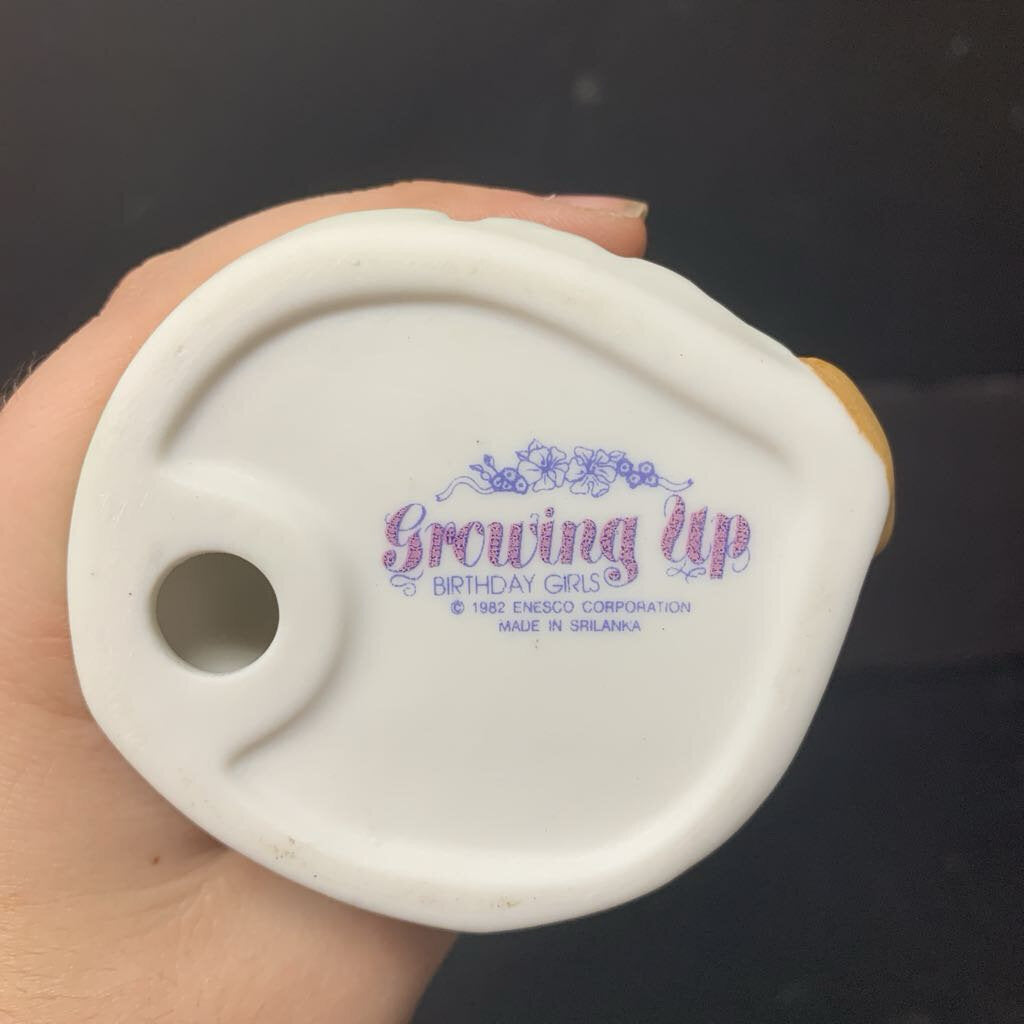 Growing Up
BIRTHDAY GIRLS
© 1982 ENESCO CORPORATION
MADE IN SRILANKA